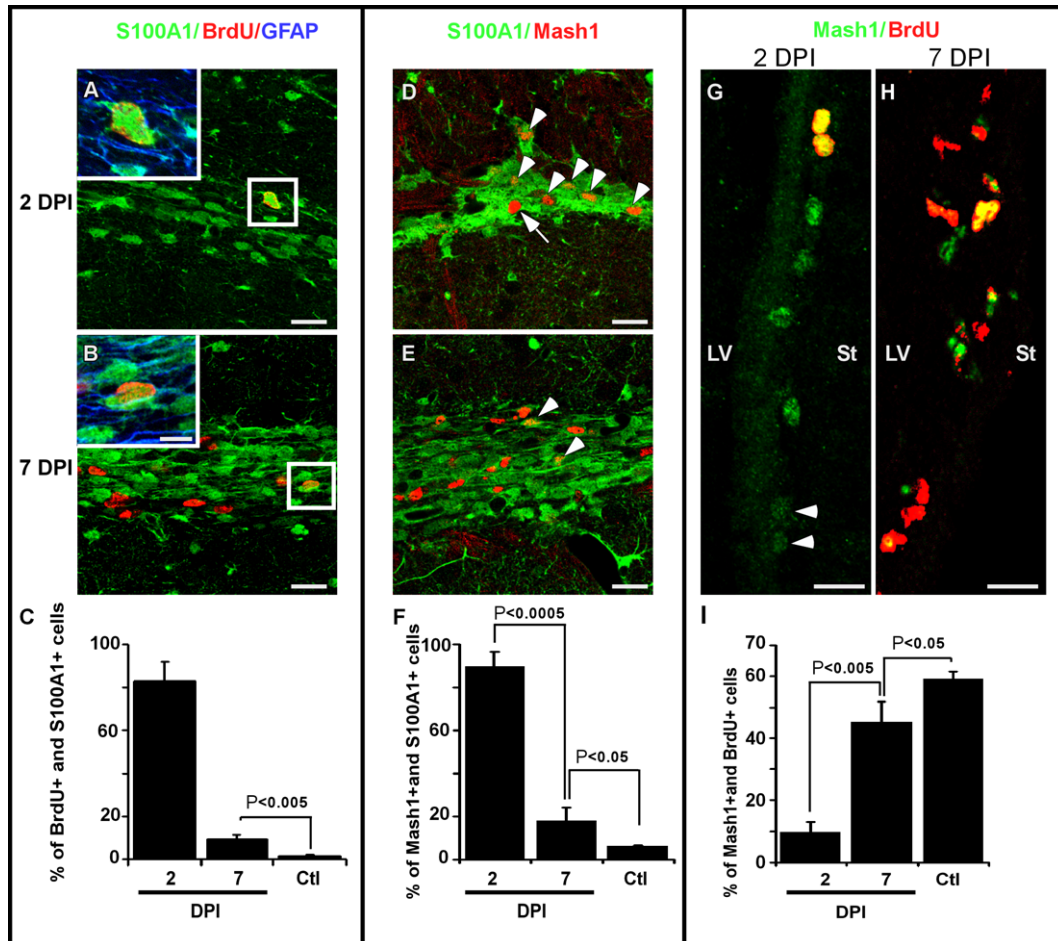 S100A1/BrdU/GFAP
S100A1/Mash1
Mash1/BrdU
2 DPI
7 DPI
2 DPI
7 DPI
A
B
D
E
G
H
LV
St
LV
St
C
% of BrdU+ and S100A1+ cells
100
60
20
0
P<0.005
2
7
Ctl
DPI
F
% of Mash1+and S100A1+ cells
100
60
20
0
P<0.0005
P<0.05
2
7
Ctl
DPI
I
% of Mash1+and BrdU+ cells
70
60
40
20
10
0
P<0.005
P<0.05
2
7
Ctl
DPI